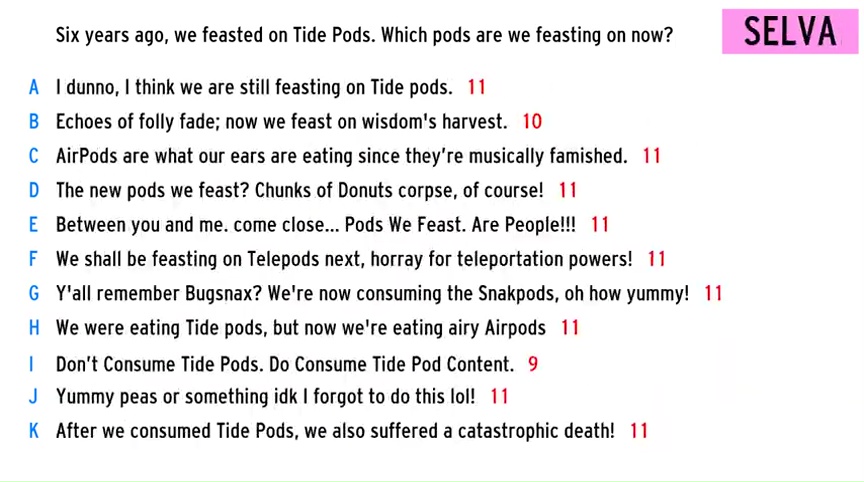 Six years ago, we feasted on Tide Pods. Which pods are we feasting on now?
SELVA
A I dunno, I think we are still feasting on Tide pods. 11
B Echoes of folly fade; now we feast on wisdom's harvest. 10
C AirPods are what our ears are eating since they're musically famished. 11
D The new pods we feast? Chunks of Donuts corpse, of course! 11
E Between you and me. come close... Pods We Feast. Are People!!! 11
F We shall be feasting on Telepods next, horray for teleportation powers! 11
G Y'all remember Bugsnax? We're now consuming the Snakpods, oh how yummy! 11
H We were eating Tide pods, but now we're eating airy Airpods 11
I Don't Consume Tide Pods. Do Consume Tide Pod Content. 9
J Yummy peas or something idk I forgot to do this lol! 11
K After we consumed Tide Pods, we also suffered a catastrophic death! 11